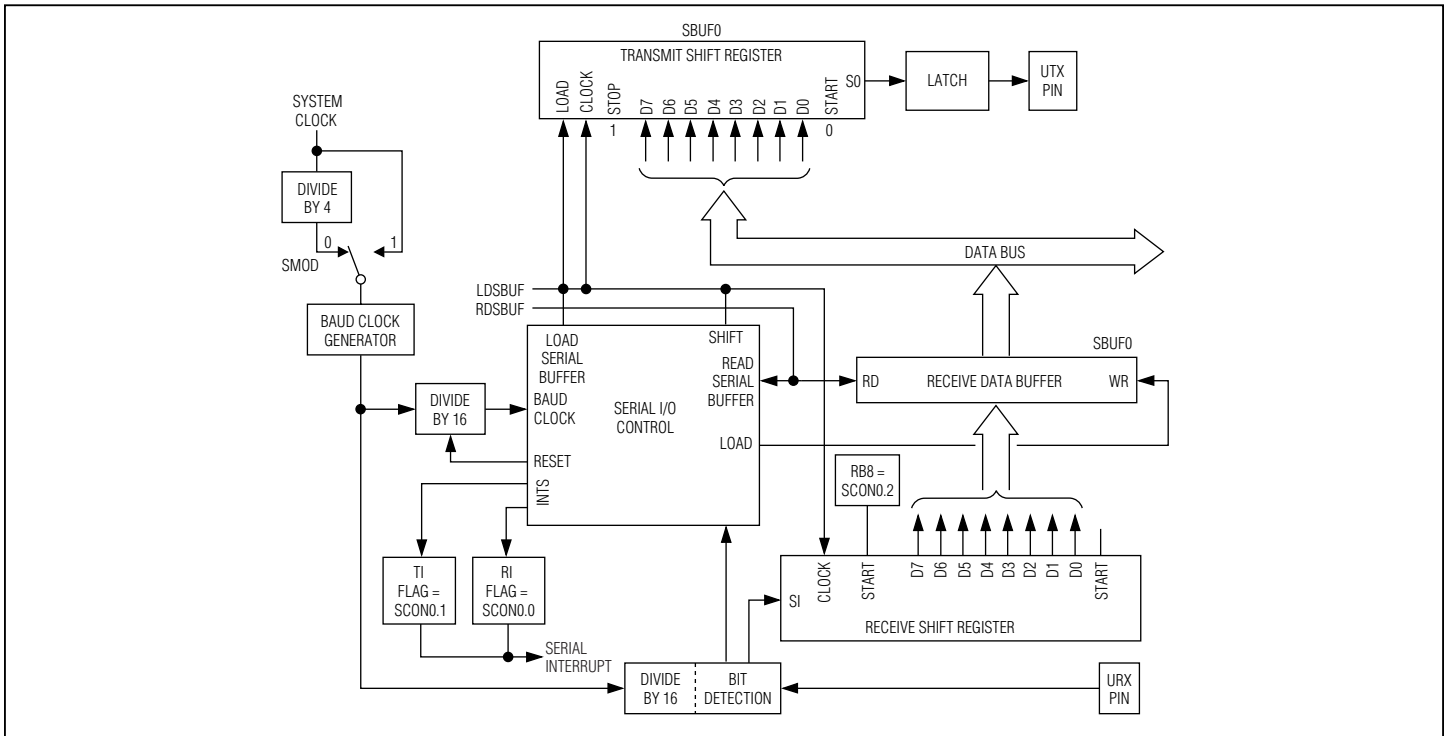 SBUF0
TRANSMIT SHIFT REGISTER
LOAD
CLOCK
STOP
1
D7
D6
D5
D4
D3
D2
D1
D0
START
0
S0
LATCH
UTX
PIN
SYSTEM
CLOCK
DIVIDE
BY 4
0
1
SMOD
DATA BUS
BAUD CLOCK
GENERATOR
LDSBUF
RDSBUF
LOAD
SERIAL
BUFFER
SHIFT
READ
SERIAL
BUFFER
BAUD
CLOCK
SERIAL I/O
CONTROL
LOAD
RESET
INTS
DIVIDE
BY 16
SBUF0
RD
RECEIVE DATA BUFFER
WR
RB8 =
SCON0.2
TI
FLAG =
SCON0.1
RI
FLAG =
SCON0.0
SERIAL
INTERRUPT
SI
CLOCK
START
D7
D6
D5
D4
D3
D2
D1
D0
START
RECEIVE SHIFT REGISTER
DIVIDE
BY 16
BIT
DETECTION
URX
PIN